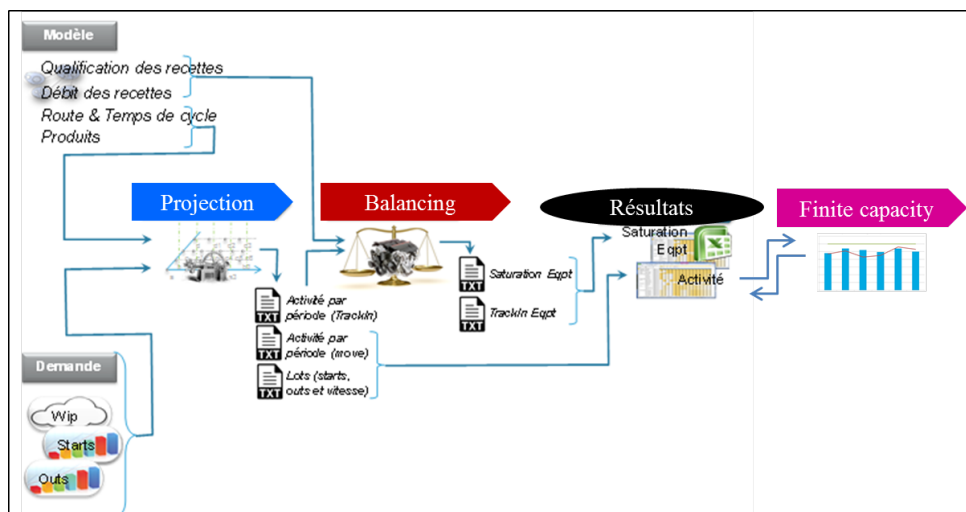 Modèle
Qualification des recettes
Débit des recettes
Route & Temps de cycle
Produits
Projection
Balancing
Résultats
Finite capacity
Saturation
Eqpt
Activité
TXT
Saturation Eqpt
TXT
TrackIn Eqpt
TXT
Activité par
période (TrackIn)
TXT
Activité par
période (move)
TXT
Lots (starts,
outs et vitesse)
Demande
Wip
Starts
Outs